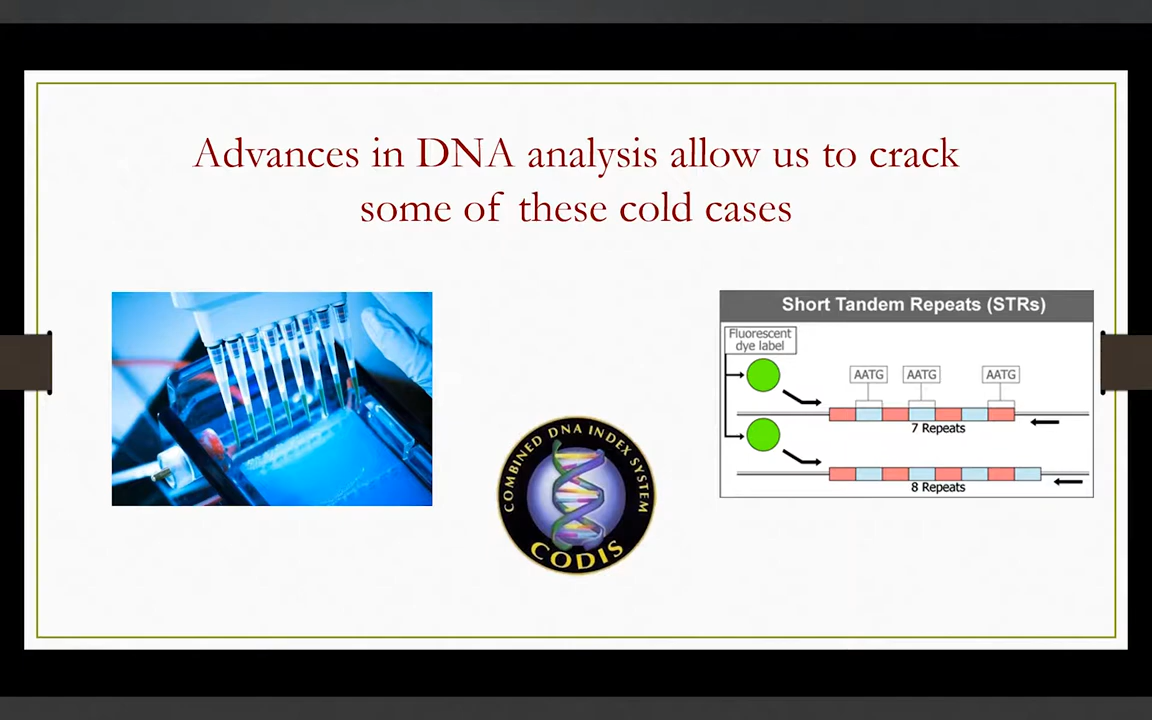 Advances in DNA analysis allow us to crack
some of these cold cases
Short Tandem Repeats (STRs)
Fluorescent
dye label
AATG AATG AATG
7 Repeats
8 Repeats
COMBINED DNA INDEX SYSTEM
CODIS